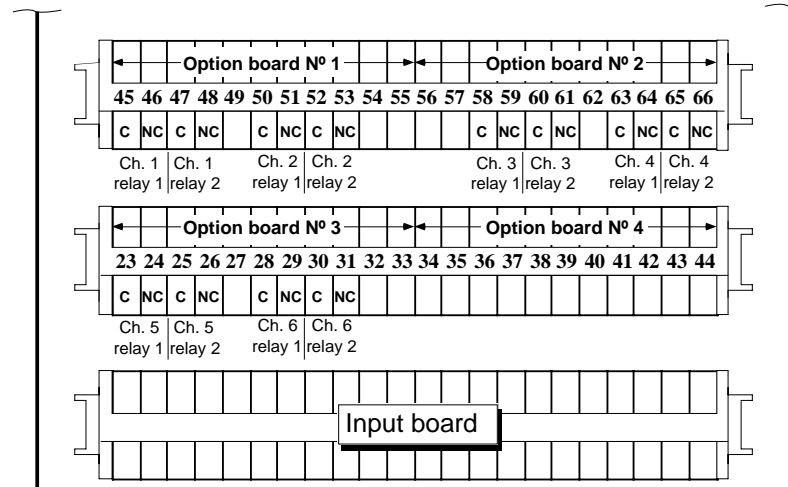 Option board Nº 1 Option board Nº 2
45 46 47 48 49 50 51 52 53 54 55 56 57 58 59 60 61 62 63 64 65 66
C NC C NC C NC C NC C NC C NC C NC C NC
Ch. 1 Ch. 1 Ch. 2 Ch. 2 Ch. 3 Ch. 3 Ch. 4 Ch. 4
relay 1 relay 2 relay 1 relay 2 relay 1 relay 2 relay 1 relay 2
Option board Nº 3 Option board Nº 4
23 24 25 26 27 28 29 30 31 32 33 34 35 36 37 38 39 40 41 42 43 44
C NC C NC C NC C NC
Ch. 5 Ch. 5 Ch. 6 Ch. 6
relay 1 relay 2 relay 1 relay 2
Input board